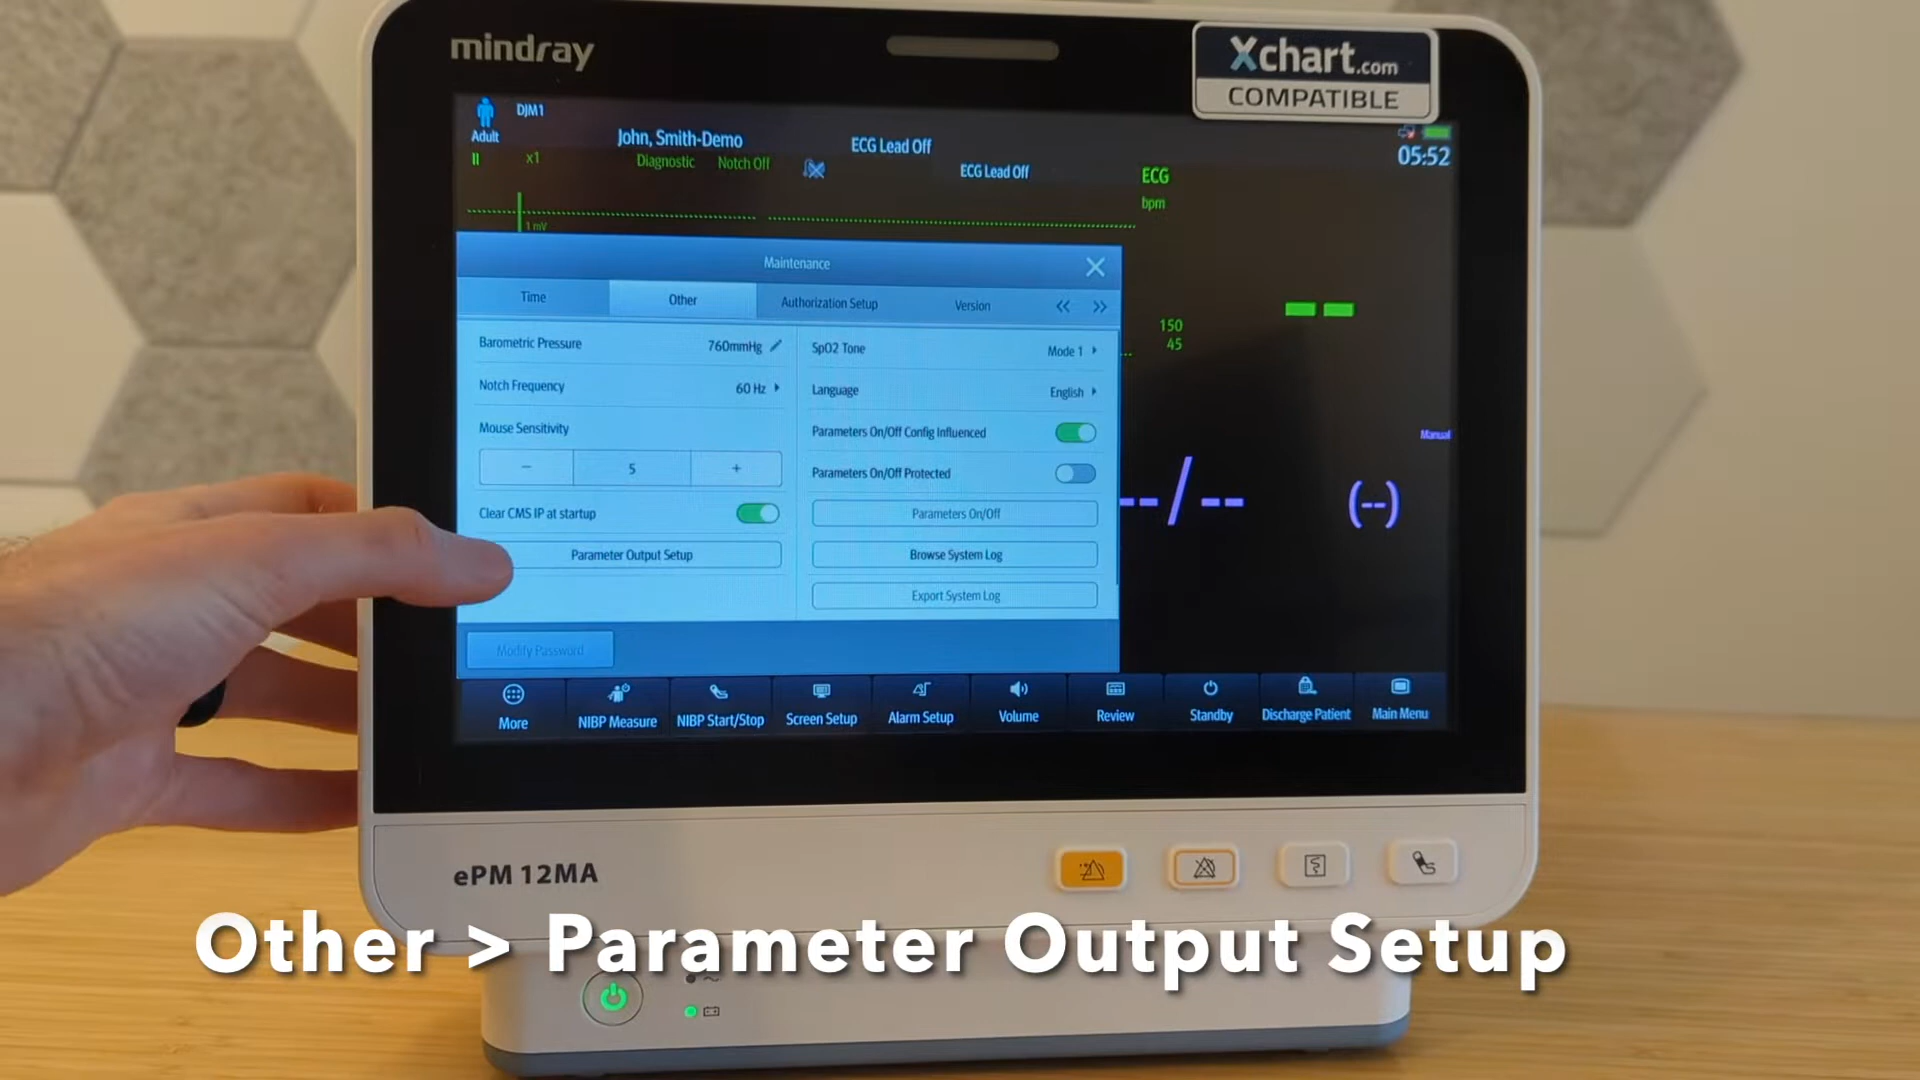 mindray
Xchart.com
COMPATIBLE
Adult
DJM1
John, Smith-Demo
ECG Lead Off
05:52
II
x1
Diagnostic
Notch Off
ECG Lead Off
ECG
bpm
1 mV
Maintenance
Time
Other
Authorization Setup
Version
<<
>>
Barometric Pressure
760mmHg
SpO2 Tone
Mode 1
150
45
Notch Frequency
60 Hz
Language
English
Mouse Sensitivity
Parameters On/Off Config Influenced
Manual
-
5
+
Parameters On/Off Protected
--/--
(--)
Clear CMS IP at startup
Parameters On/Off
Parameter Output Setup
Browse System Log
Export System Log
Modify Password
More
NIBP Measure
NIBP Start/Stop
Screen Setup
Alarm Setup
Volume
Review
Standby
Discharge Patient
Main Menu
ePM 12MA
Other > Parameter Output Setup